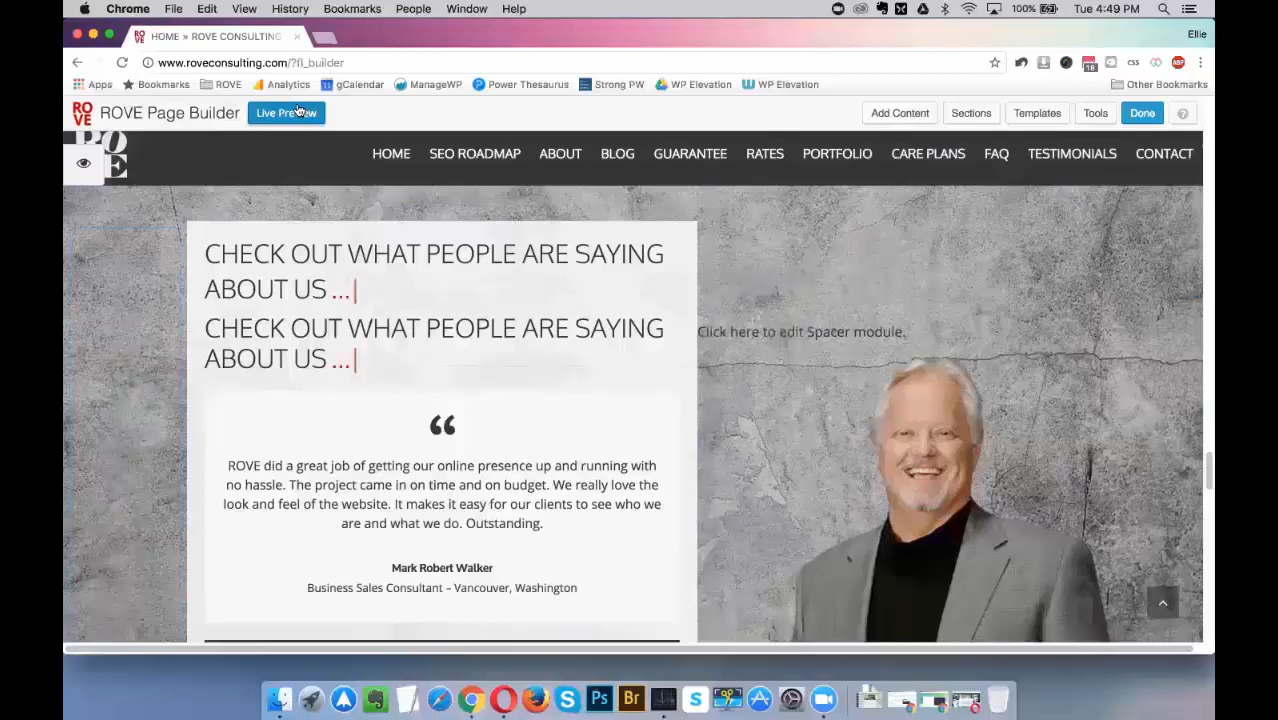 Chrome File Edit View History Bookmarks People Window Help 100% Tue 4:49 PM
HOME » ROVE CONSULTING Ellie
www.roveconsulting.com/?fl_builder
Apps Bookmarks ROVE Analytics gCalendar ManageWP Power Thesaurus Strong PW WP Elevation WP Elevation Other Bookmarks
ROVE ROVE Page Builder Live Preview Add Content Sections Templates Tools Done ?
HOME SEO ROADMAP ABOUT BLOG GUARANTEE RATES PORTFOLIO CARE PLANS FAQ TESTIMONIALS CONTACT
CHECK OUT WHAT PEOPLE ARE SAYING
ABOUT US ...|
CHECK OUT WHAT PEOPLE ARE SAYING
ABOUT US ...|
Click here to edit Spacer module.
“
ROVE did a great job of getting our online presence up and running with
no hassle. The project came in on time and on budget. We really love the
look and feel of the website. It makes it easy for our clients to see who we
are and what we do. Outstanding.
Mark Robert Walker
Business Sales Consultant – Vancouver, Washington
Ps Br